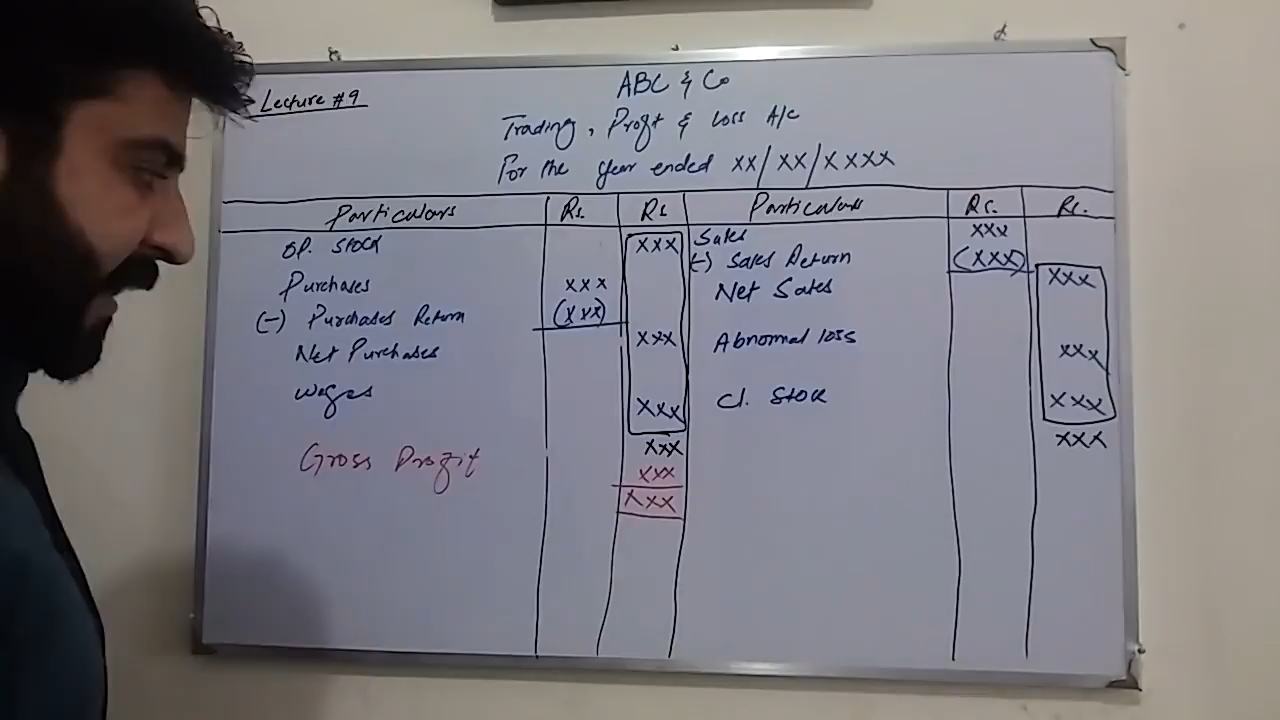 Lecture #9
ABC & Co
Trading, Profit & Loss A/c
For the year ended xx/xx/xxxx
Particulars Rs. Rs. Particulars Rs. Rs.
OP. Stock xxx
Purchases xxx
(-) Purchases Return (xxx)
Net Purchases xxx
Wages xxx
xxx
Gross Profit xxx
xxx
Sales xxx
(-) Sales Return (xxx)
Net Sales xxx
Abnormal loss xxx
Cl. Stock xxx
xxx